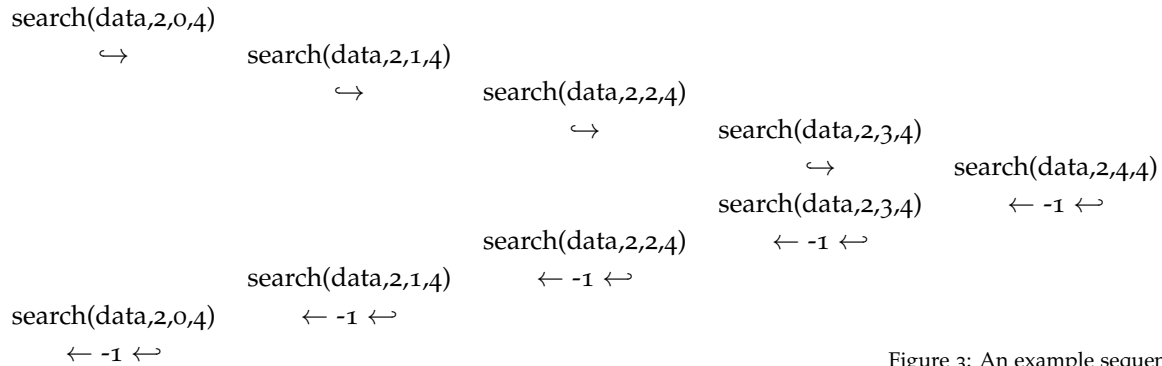 search(data,2,0,4)
↪ search(data,2,1,4)
↪ search(data,2,2,4)
↪ search(data,2,3,4)
↪ search(data,2,4,4)
search(data,2,3,4) ← -1 ↩
search(data,2,2,4) ← -1 ↩
search(data,2,1,4) ← -1 ↩
search(data,2,0,4) ← -1 ↩
← -1 ↩
Figure 3: An example